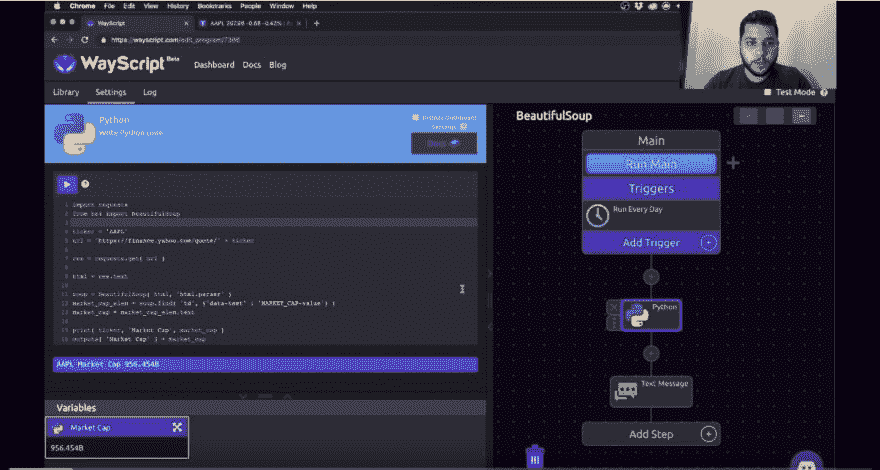 Chrome File Edit View History Bookmarks People Window Help
WayScript
AAPL 207.98 -0.88 -0.42%
https://wayscript.com/edit_program/7306
WayScript Beta
Dashboard Docs Blog
Library Settings Log
Test Mode
Python
Write Python code
1 import requests
2 from bs4 import BeautifulSoup
3
4 ticker = 'AAPL'
5 url = 'https://finance.yahoo.com/quote/' + ticker
6
7 res = requests.get( url )
8
9 html = res.text
10
11 soup = BeautifulSoup( html, 'html.parser' )
12 market_cap_elem = soup.find( 'td', {'data-test' : 'MARKET_CAP-value'} )
13 market_cap = market_cap_elem.text
14
15 print( ticker, 'Market Cap', market_cap )
16 outputs[ 'Market Cap' ] = market_cap
AAPL Market Cap 956.454B
Variables
Market Cap
956.454B
BeautifulSoup
Main
Run Main
Triggers
Run Every Day
Add Trigger
Python
Text Message
Add Step